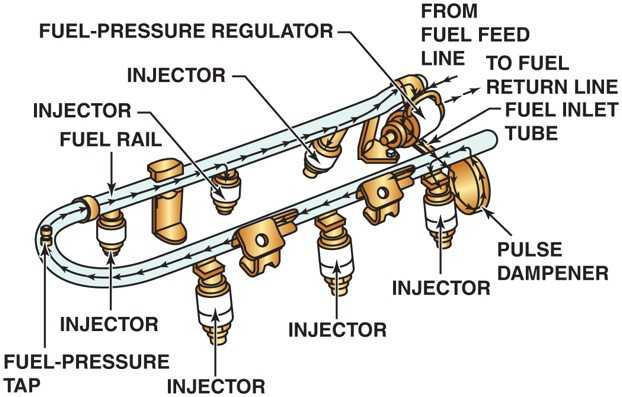 FROM
FUEL FEED
LINE
FUEL-PRESSURE REGULATOR
TO FUEL
RETURN LINE
INJECTOR
FUEL INLET
TUBE
INJECTOR
FUEL RAIL
PULSE
DAMPENER
INJECTOR
INJECTOR
INJECTOR
FUEL-PRESSURE
TAP
INJECTOR